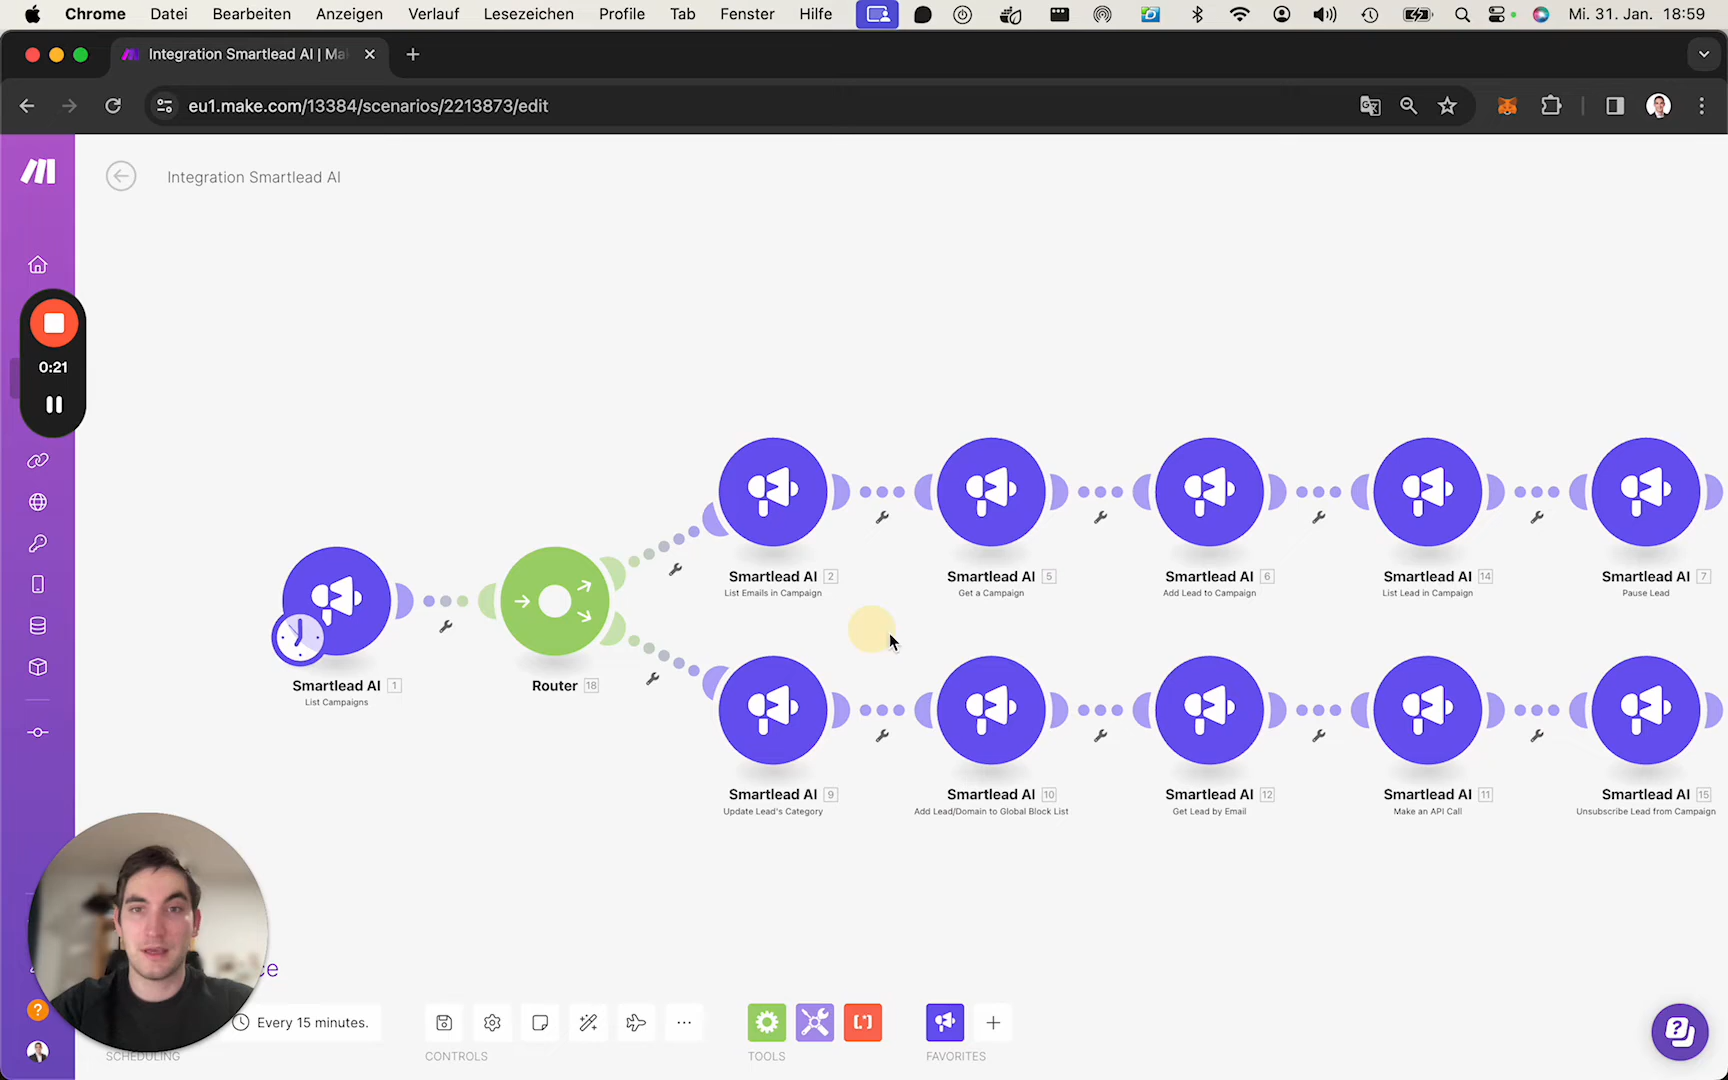 Chrome Datei Bearbeiten Anzeigen Verlauf Lesezeichen Profile Tab Fenster Hilfe Mi. 31. Jan. 18:59
Integration Smartlead AI | Ma
eu1.make.com/13384/scenarios/2213873/edit
Integration Smartlead AI
0:21
Smartlead AI 2
List Emails in Campaign
Smartlead AI 5
Get a Campaign
Smartlead AI 6
Add Lead to Campaign
Smartlead AI 14
List Lead in Campaign
Smartlead AI 7
Pause Lead
Smartlead AI 1
List Campaigns
Router 18
Smartlead AI 9
Update Lead's Category
Smartlead AI 10
Add Lead/Domain to Global Block List
Smartlead AI 12
Get Lead by Email
Smartlead AI 11
Make an API Call
Smartlead AI 15
Unsubscribe Lead from Campaign
ce
Every 15 minutes.
SCHEDULING
CONTROLS
TOOLS
FAVORITES